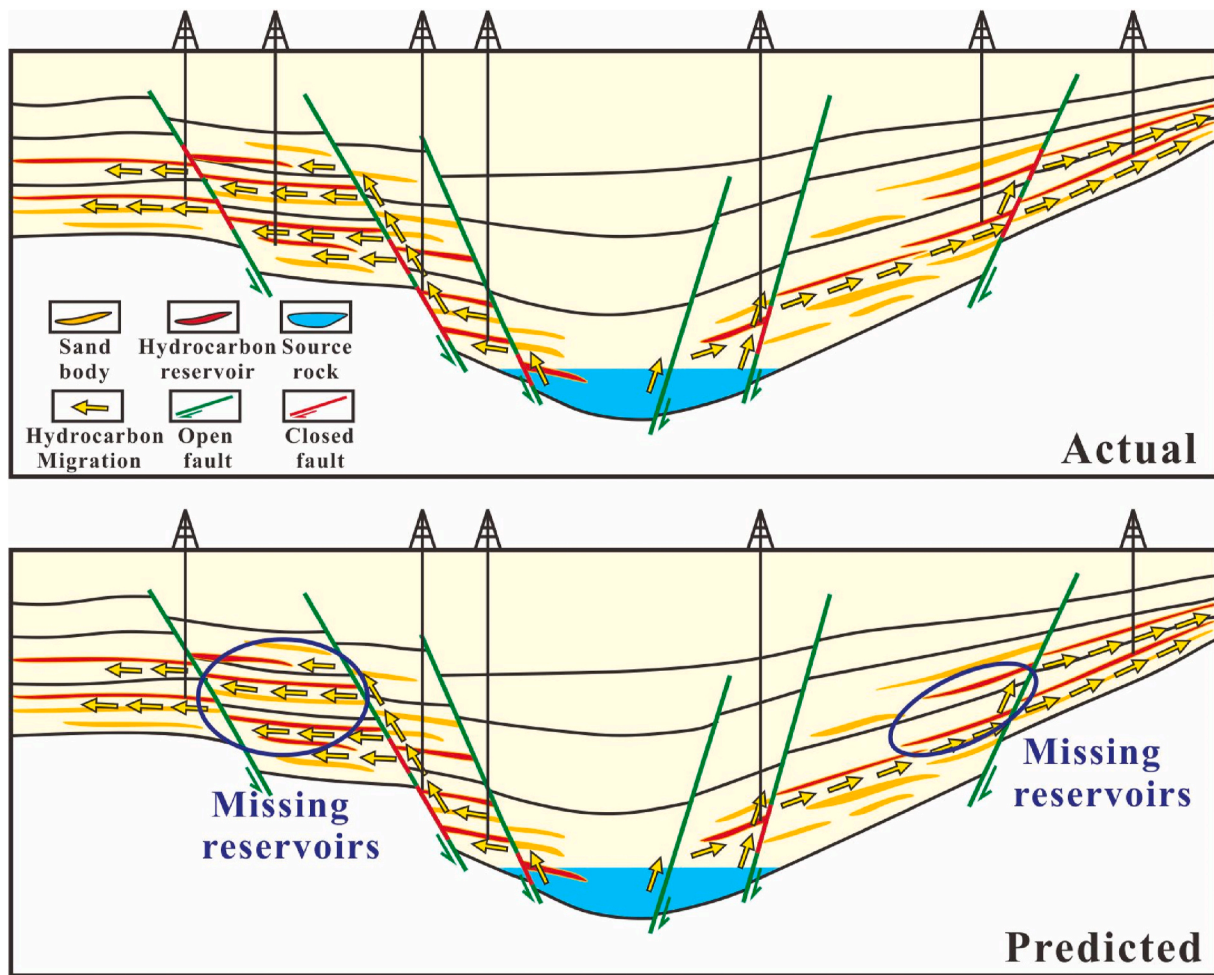 Sand
body
Hydrocarbon
reservoir
Source
rock
Hydrocarbon
Migration
Open
fault
Closed
fault
Actual
Missing
reservoirs
Missing
reservoirs
Predicted